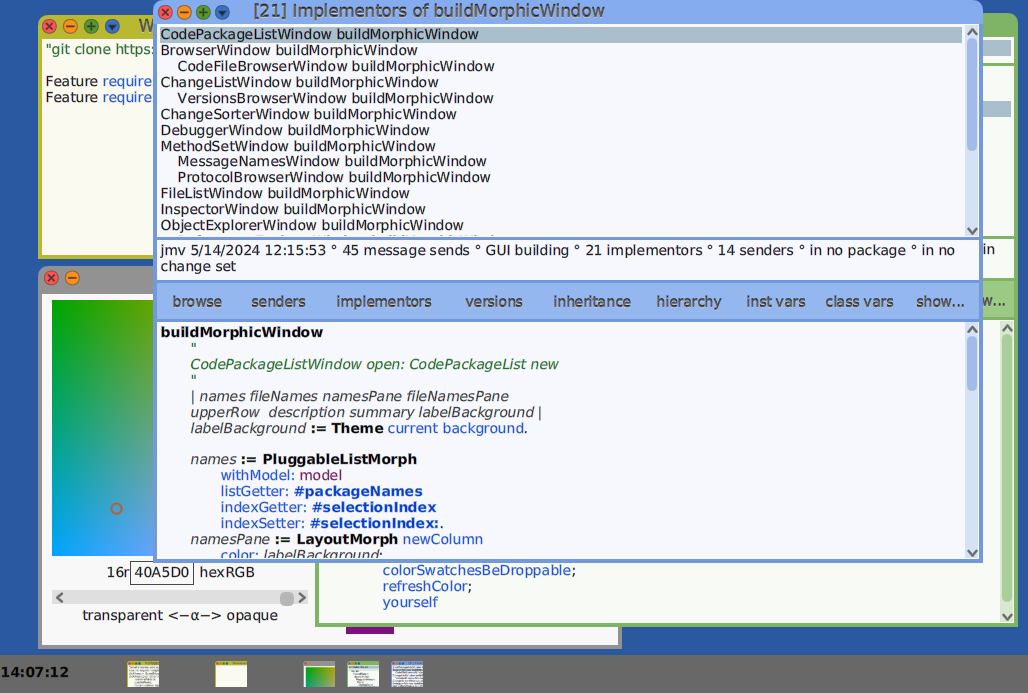 [21] Implementors of buildMorphicWindow
W
"git clone https:
Feature require
Feature require
CodePackageListWindow buildMorphicWindow
BrowserWindow buildMorphicWindow
CodeFileBrowserWindow buildMorphicWindow
ChangeListWindow buildMorphicWindow
VersionsBrowserWindow buildMorphicWindow
ChangeSorterWindow buildMorphicWindow
DebuggerWindow buildMorphicWindow
MethodSetWindow buildMorphicWindow
MessageNamesWindow buildMorphicWindow
ProtocolBrowserWindow buildMorphicWindow
FileListWindow buildMorphicWindow
InspectorWindow buildMorphicWindow
ObjectExplorerWindow buildMorphicWindow
jmv 5/14/2024 12:15:53 ° 45 message sends ° GUI building ° 21 implementors ° 14 senders ° in no package ° in no
change set
in
browse senders implementors versions inheritance hierarchy inst vars class vars show...
w...
buildMorphicWindow
"
CodePackageListWindow open: CodePackageList new
"
| names fileNames namesPane fileNamesPane
upperRow description summary labelBackground |
labelBackground := Theme current background.
names := PluggableListMorph
withModel: model
listGetter: #packageNames
indexGetter: #selectionIndex
indexSetter: #selectionIndex:.
namesPane := LayoutMorph newColumn
color: labelBackground;
colorSwatchesBeDroppable;
refreshColor;
yourself
16r 40A5D0 hexRGB
transparent <−α−> opaque
14:07:12